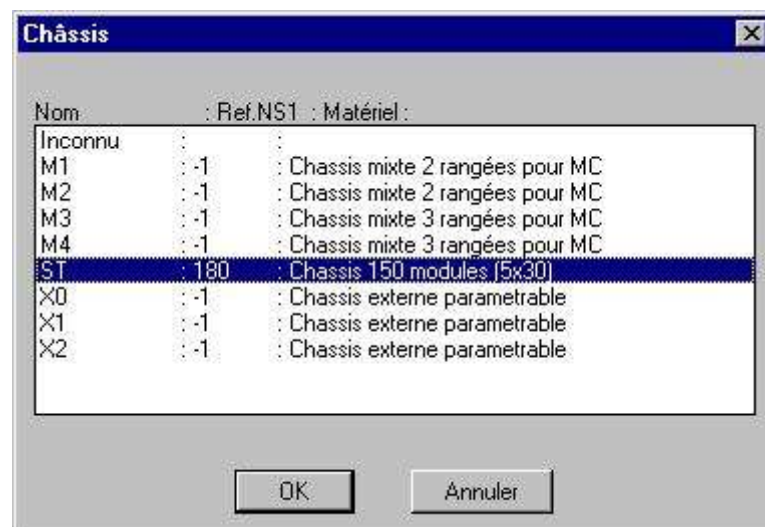 Châssis
Nom : Ref.NS1 : Matériel :
Inconnu : :
M1 : -1 : Chassis mixte 2 rangées pour MC
M2 : -1 : Chassis mixte 2 rangées pour MC
M3 : -1 : Chassis mixte 3 rangées pour MC
M4 : -1 : Chassis mixte 3 rangées pour MC
ST : 180 : Chassis 150 modules (5x30)
X0 : -1 : Chassis externe parametrable
X1 : -1 : Chassis externe parametrable
X2 : -1 : Chassis externe parametrable
OK Annuler